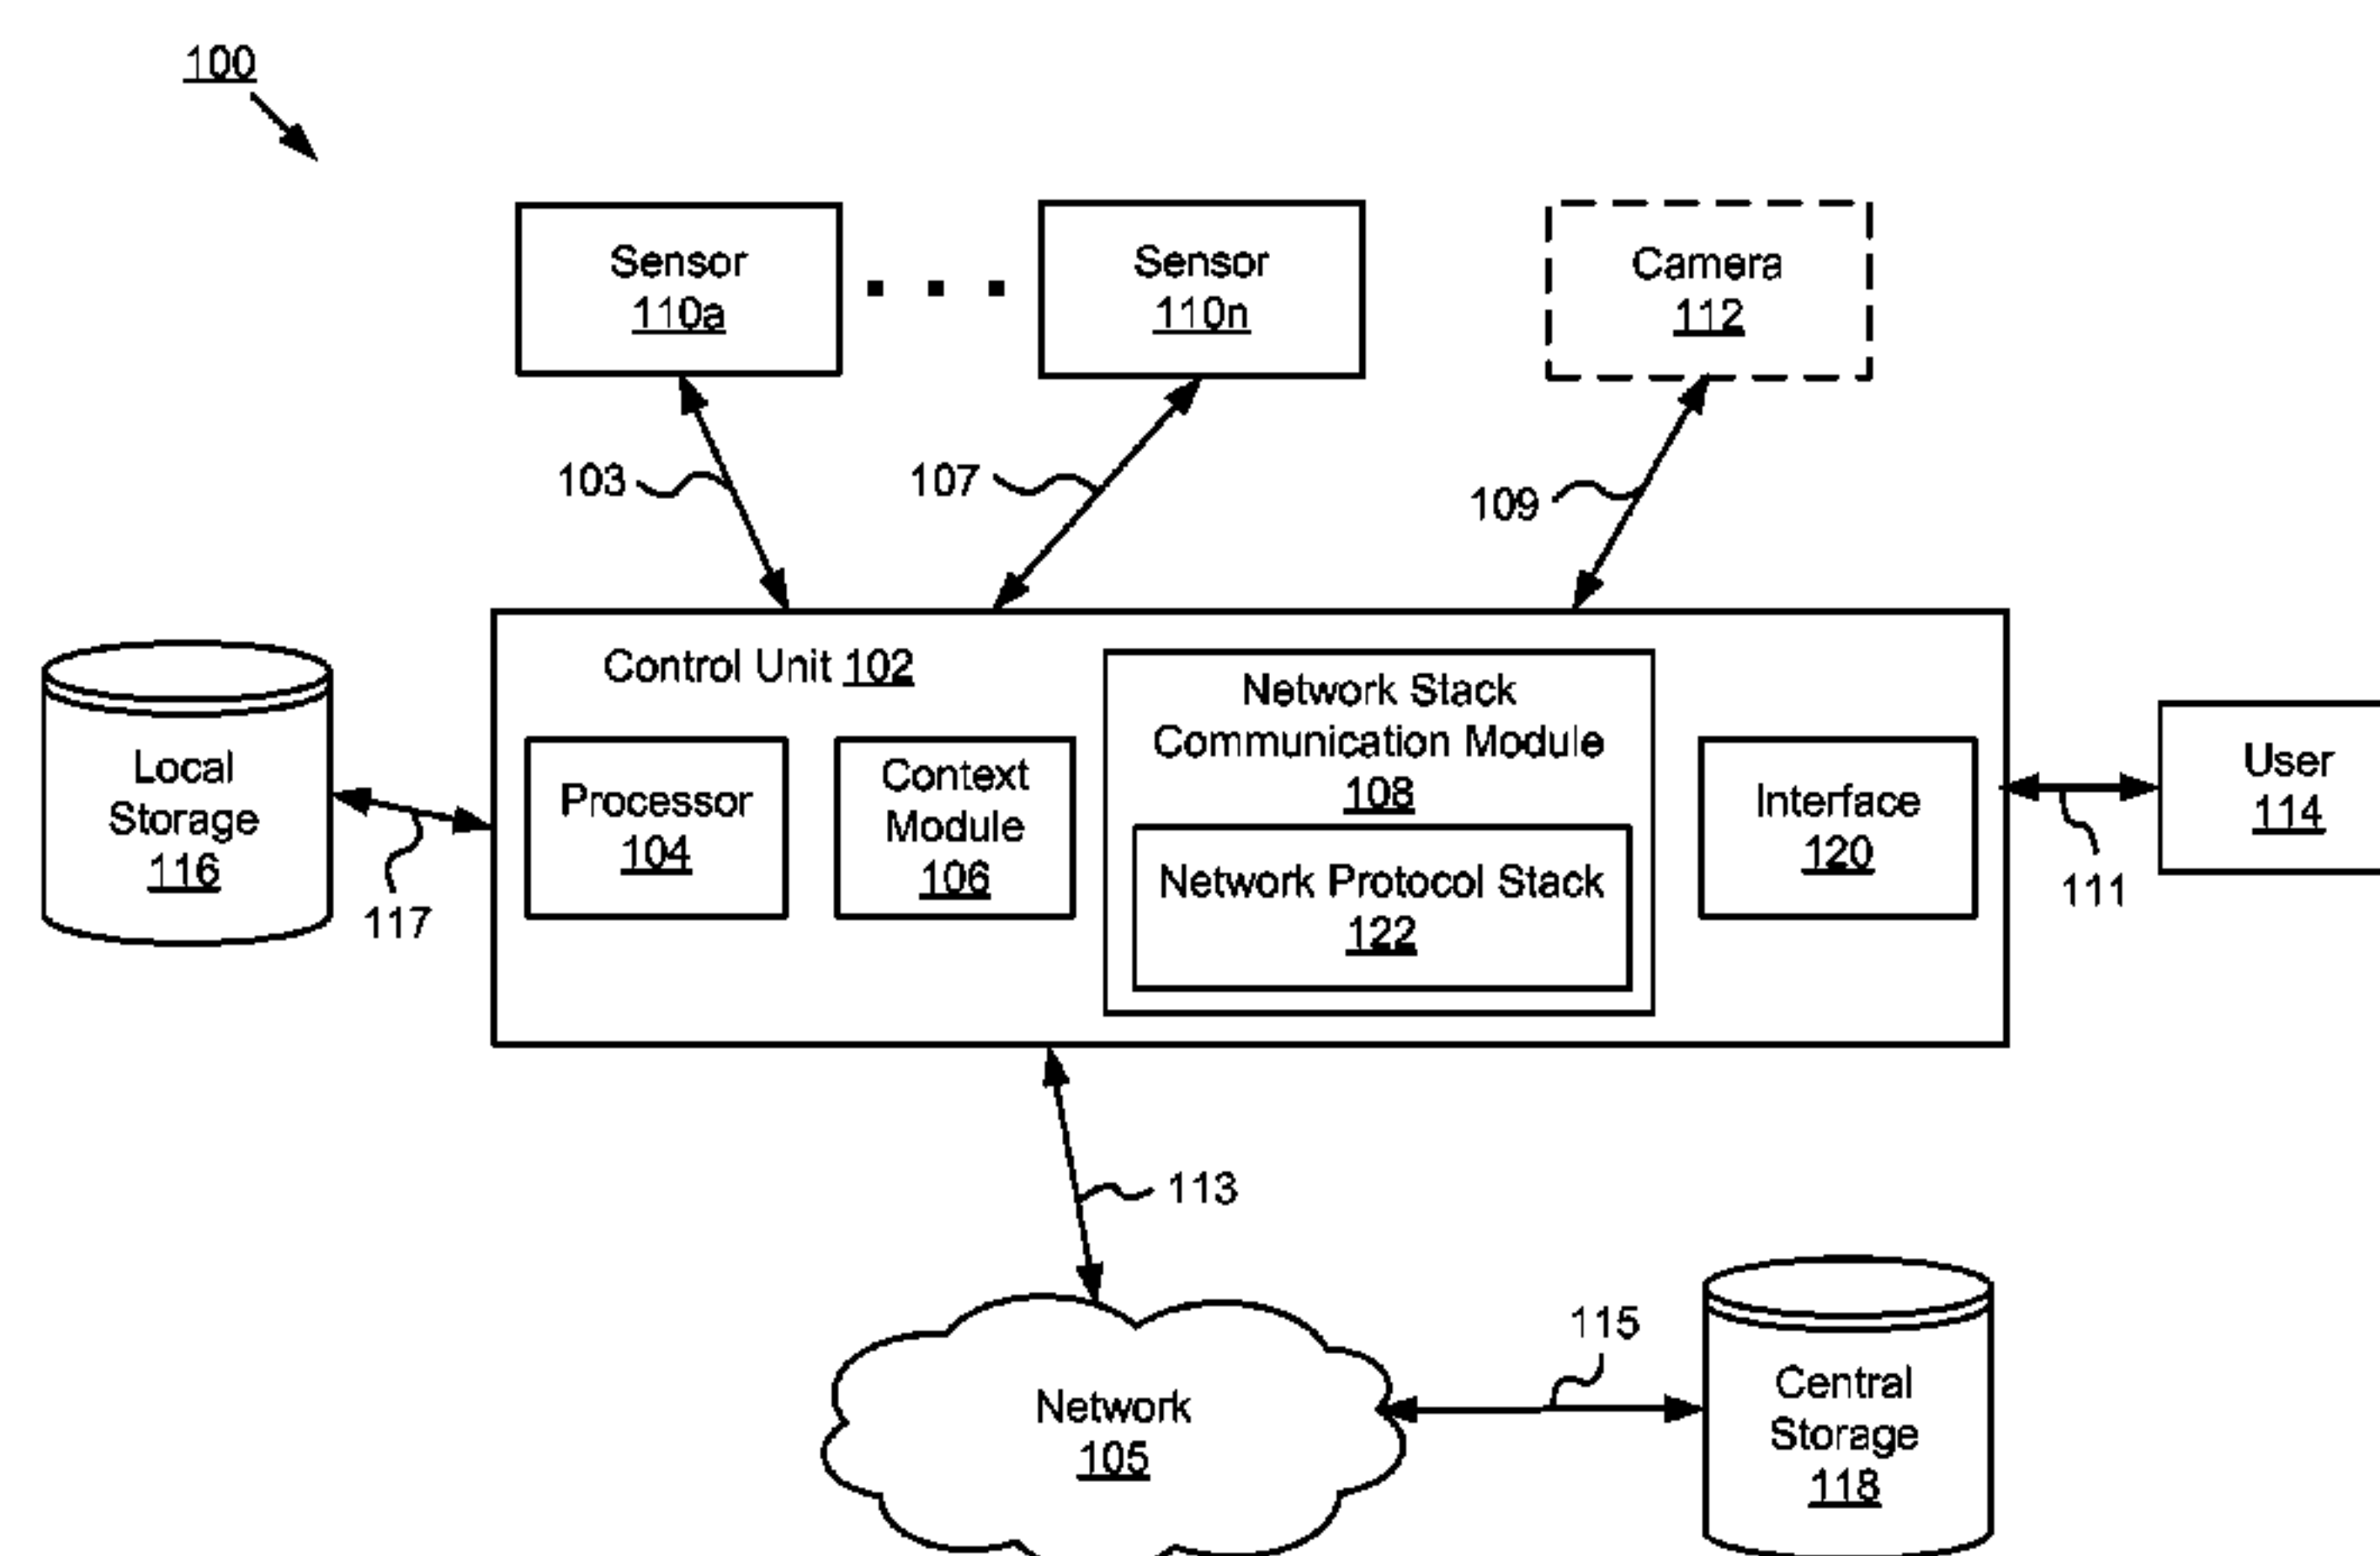 100
Sensor
110a
Sensor
110n
Camera
112
103
107
109
Control Unit 102
Network Stack
Communication Module
108
Network Protocol Stack
122
Processor
104
Context
Module
106
Interface
120
Local
Storage
116
117
User
114
111
113
Network
105
115
Central
Storage
118